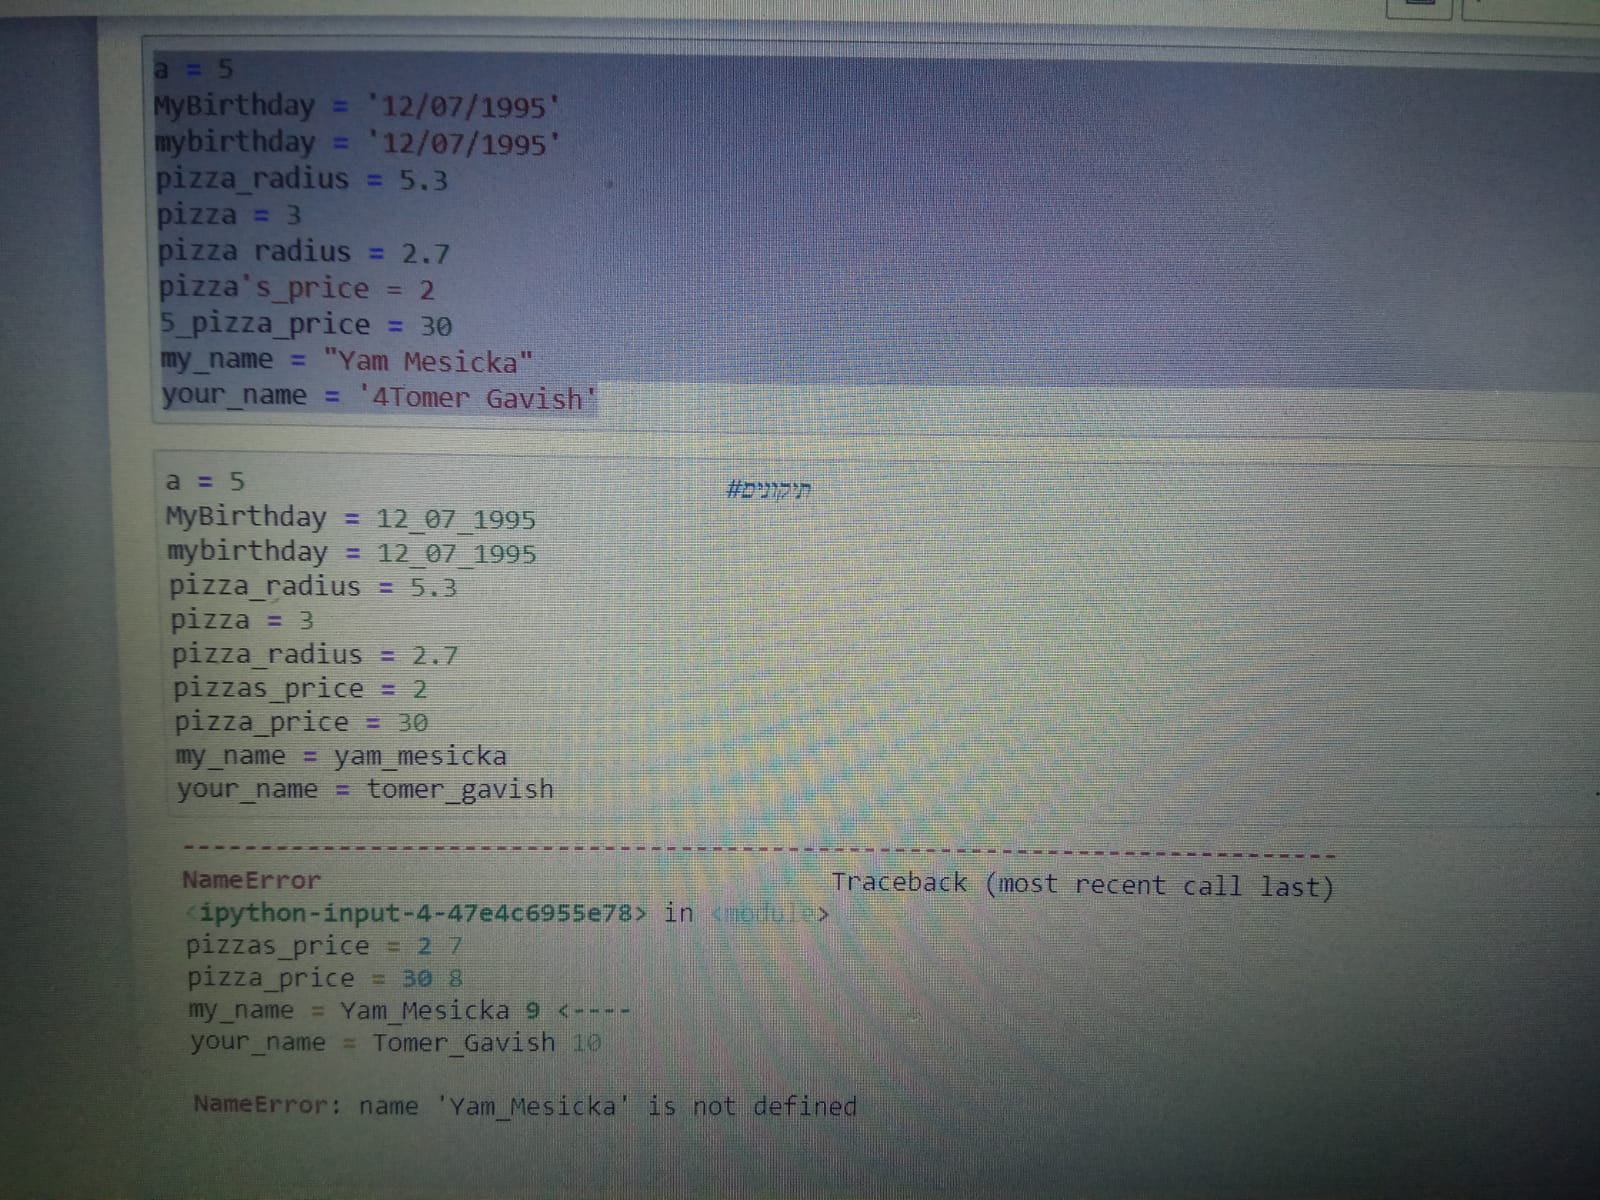 a = 5
MyBirthday = '12/07/1995'
mybirthday = '12/07/1995'
pizza_radius = 5.3
pizza = 3
pizza radius = 2.7
pizza's_price = 2
5_pizza_price = 30
my_name = "Yam Mesicka"
your_name = '4Tomer Gavish'
a = 5 #תיקונים
MyBirthday = 12_07_1995
mybirthday = 12_07_1995
pizza_radius = 5.3
pizza = 3
pizza_radius = 2.7
pizzas_price = 2
pizza_price = 30
my_name = yam_mesicka
your_name = tomer_gavish
NameError Traceback (most recent call last)
<ipython-input-4-47e4c6955e78> in <module>
pizzas_price = 2 7
pizza_price = 30 8
my_name = Yam_Mesicka 9 <----
your_name = Tomer_Gavish 10
NameError: name 'Yam_Mesicka' is not defined